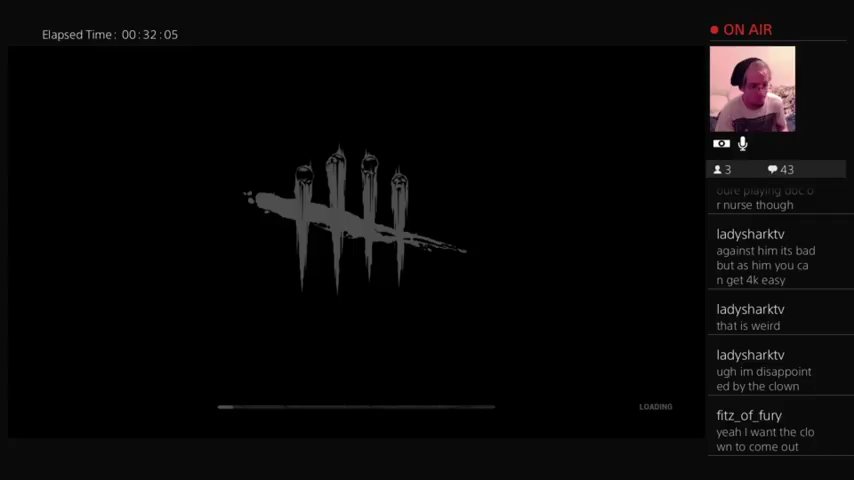 Elapsed Time: 00:32:05
ON AIR
3
43
r nurse though
ladysharktv
against him its bad
but as him you ca
n get 4k easy
ladysharktv
that is weird
ladysharktv
ugh im disappoint
ed by the clown
fitz_of_fury
yeah I want the clo
wn to come out
LOADING